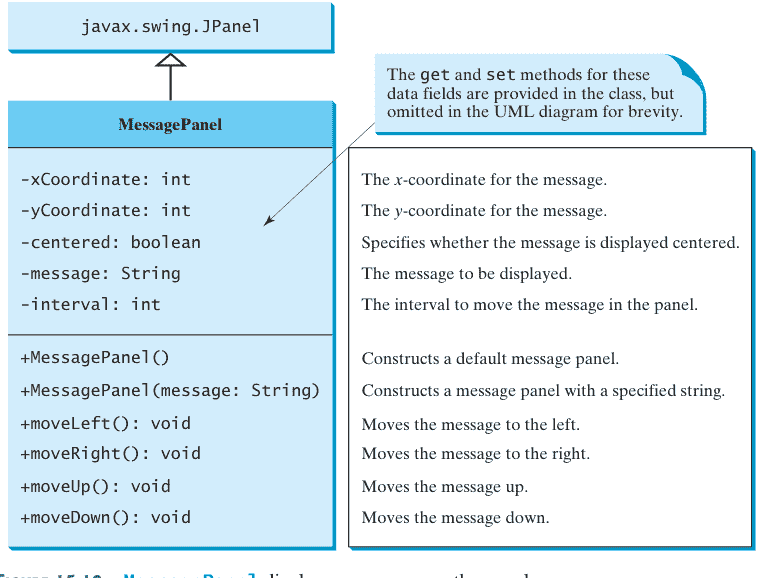 javax.swing.JPanel
The get and set methods for these
data fields are provided in the class, but
omitted in the UML diagram for brevity.
MessagePanel
-xCoordinate: int
The x-coordinate for the message.
-yCoordinate: int
The y-coordinate for the message.
-centered: boolean
Specifies whether the message is displayed centered.
-message: String
The message to be displayed.
-interval: int
The interval to move the message in the panel.
+MessagePanel()
Constructs a default message panel.
+MessagePanel(message: String)
Constructs a message panel with a specified string.
+moveLeft(): void
Moves the message to the left.
+moveRight(): void
Moves the message to the right.
+moveUp(): void
Moves the message up.
+moveDown(): void
Moves the message down.